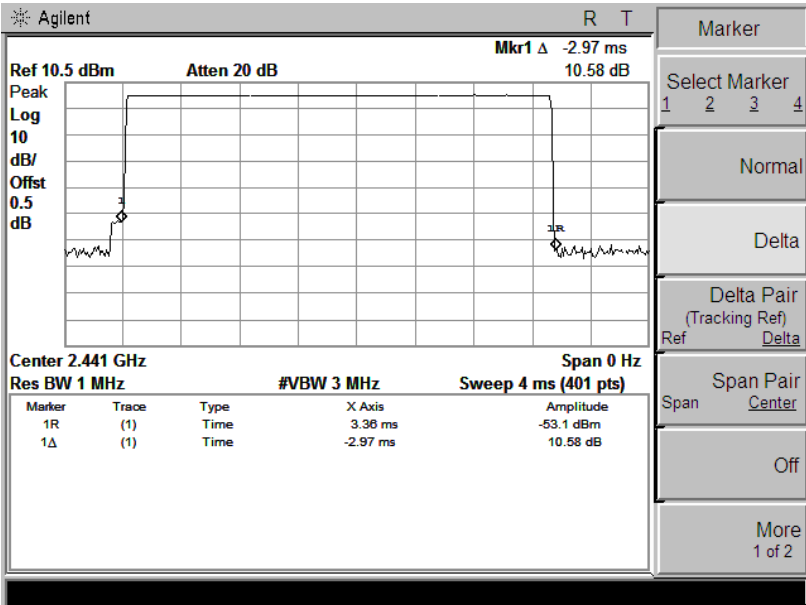 Agilent R T
Mkr1 Δ -2.97 ms
Ref 10.5 dBm Atten 20 dB 10.58 dB
Peak
Log
10
dB/
Offst
0.5
dB
1
1R
Center 2.441 GHz Span 0 Hz
Res BW 1 MHz #VBW 3 MHz Sweep 4 ms (401 pts)
Marker Trace Type X Axis Amplitude
1R (1) Time 3.36 ms -53.1 dBm
1Δ (1) Time -2.97 ms 10.58 dB
Marker
Select Marker
1 2 3 4
Normal
Delta
Delta Pair
(Tracking Ref)
Ref Delta
Span Pair
Span Center
Off
More
1 of 2